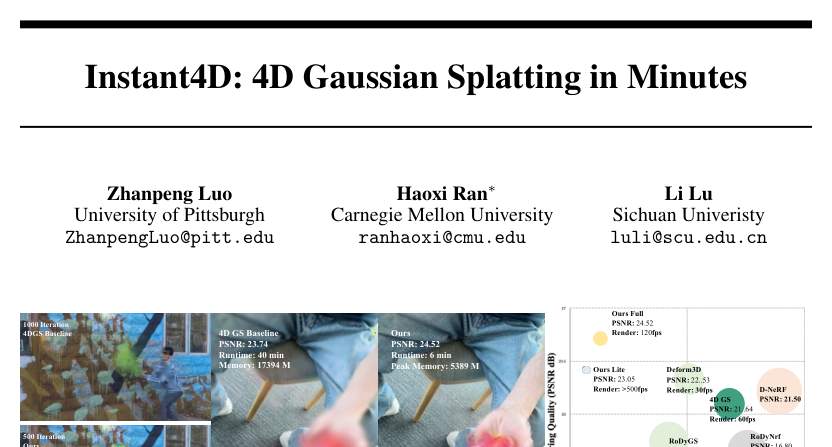 Instant4D: 4D Gaussian Splatting in Minutes
Zhanpeng Luo
University of Pittsburgh
ZhanpengLuo@pitt.edu
Haoxi Ran*
Carnegie Mellon University
ranhaoxi@cmu.edu
Li Lu
Sichuan Univeristy
luli@scu.edu.cn
1000 Iteration
4DGS Baseline
500 Iteration
Ours
4D GS Baseline
PSNR: 23.74
Runtime: 40 min
Memory: 17394 M
Ours
PSNR: 24.52
Runtime: 6 min
Peak Memory: 5389 M
Quality (PSNR dB)
Ours Full
PSNR: 24.52
Render: 120fps
Ours Lite
PSNR: 23.05
Render: >500fps
Deform3D
PSNR: 22..53
Render: 30fps
4D GS
PSNR: 21.64
Render: 60fps
D-NeRF
PSNR: 21.50
RoDyGS
RoDyNrf
PSNR: 16.80